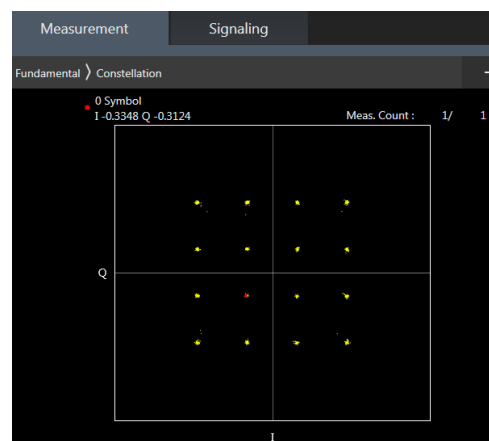 Measurement Signaling
Fundamental 〉 Constellation
0 Symbol
I -0.3348 Q -0.3124 Meas. Count : 1/ 1
Q
I